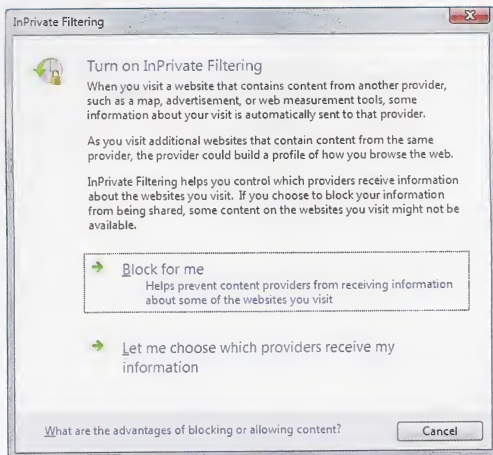 InPrivate Filtering
Turn on InPrivate Filtering
When you visit a website that contains content from another provider,
such as a map, advertisement, or web measurement tools, some
information about your visit is automatically sent to that provider.
As you visit additional websites that contain content from the same
provider, the provider could build a profile of how you browse the web.
InPrivate Filtering helps you control which providers receive information
about the websites you visit. If you choose to block your information
from being shared, some content on the websites you visit might not be
available.
Block for me
Helps prevent content providers from receiving information
about some of the websites you visit
Let me choose which providers receive my
information
What are the advantages of blocking or allowing content?
Cancel